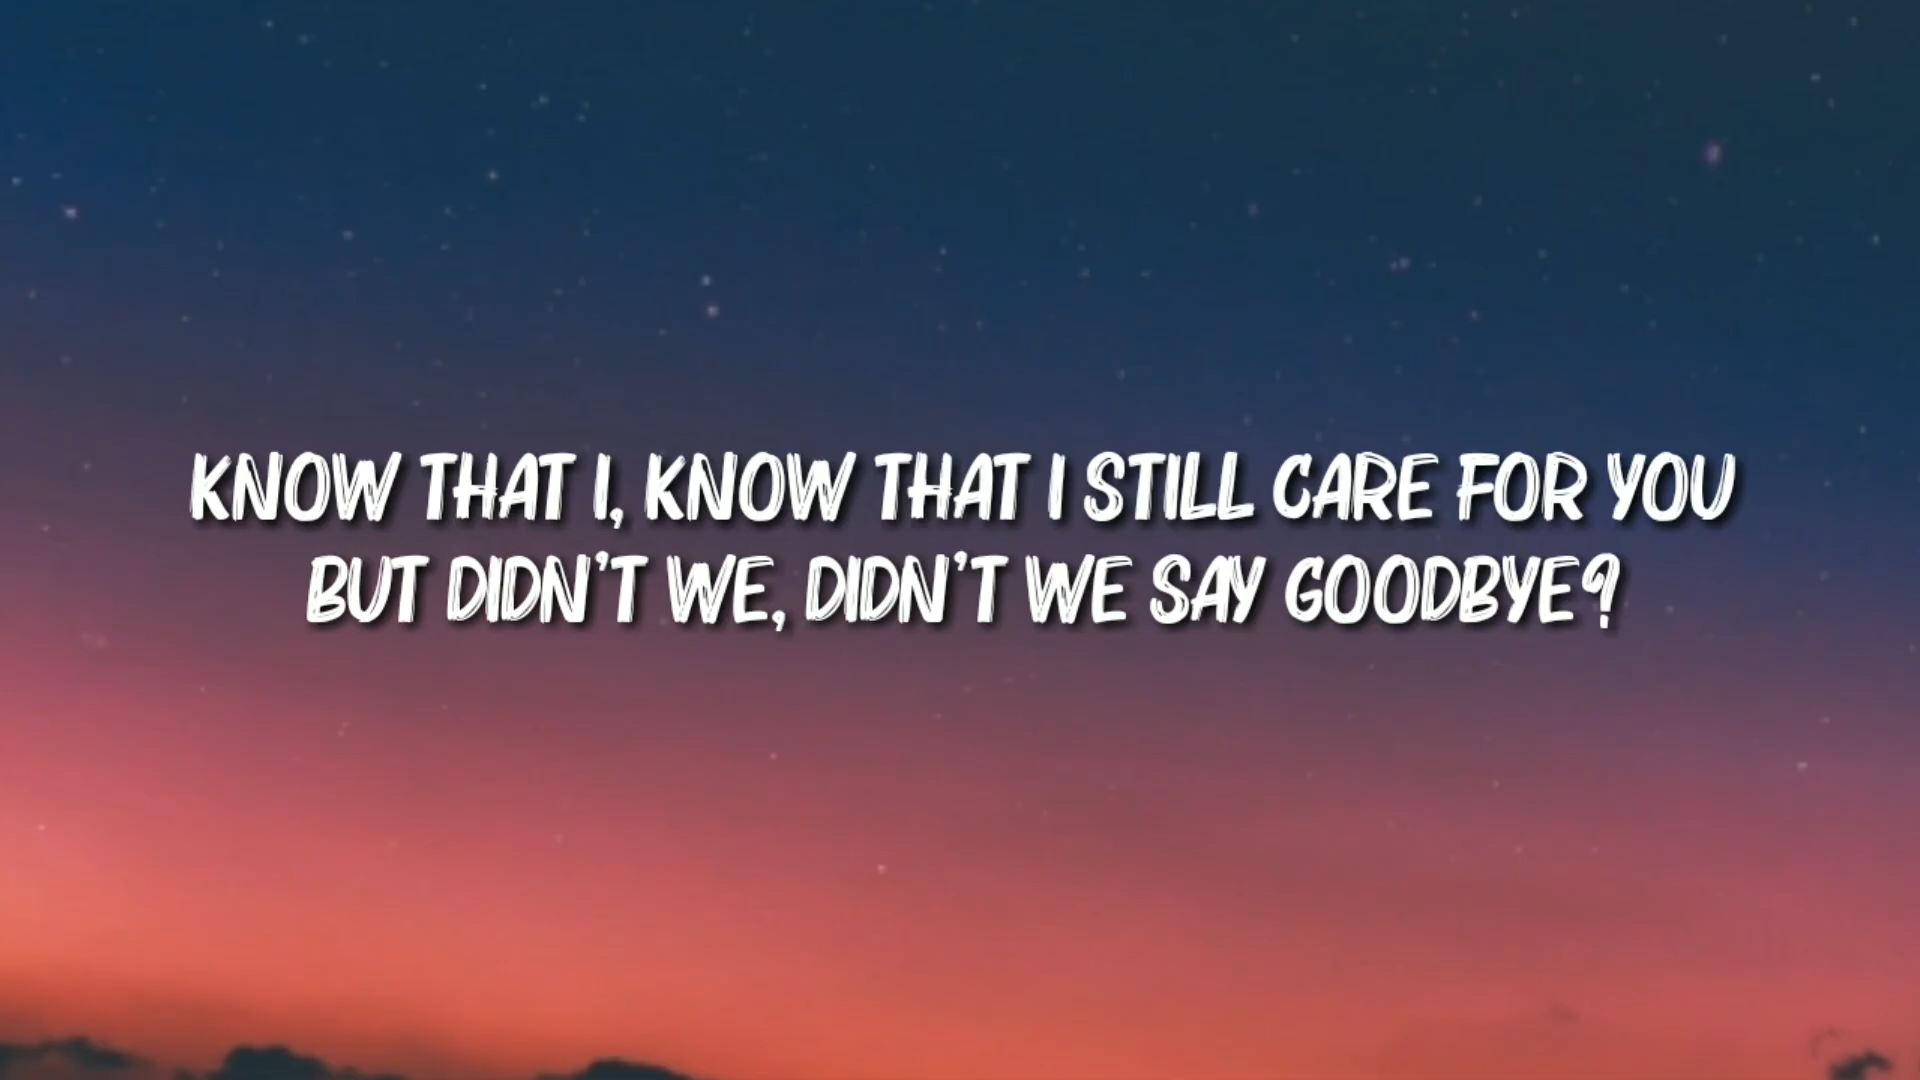 KNOW THAT I, KNOW THAT I STILL CARE FOR YOU
BUT DIDN'T WE, DIDN'T WE SAY GOODBYE?